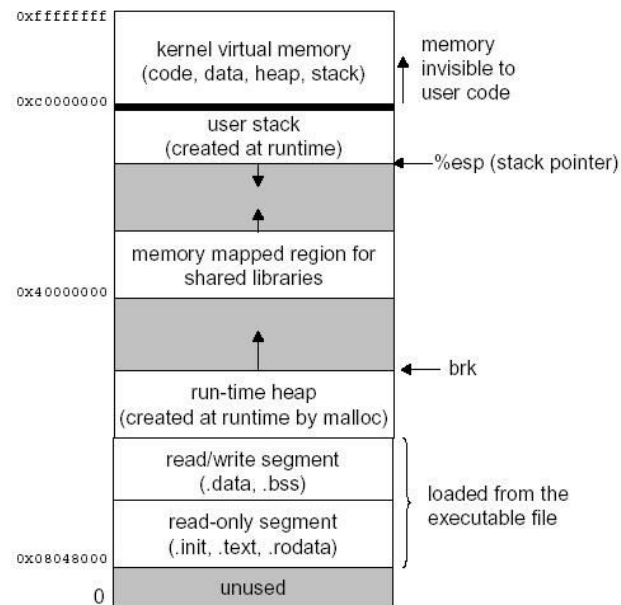 0xffffffff
kernel virtual memory
(code, data, heap, stack)
memory
invisible to
user code
0xc0000000
user stack
(created at runtime)
%esp (stack pointer)
memory mapped region for
shared libraries
0x40000000
brk
run-time heap
(created at runtime by malloc)
read/write segment
(.data, .bss)
loaded from the
executable file
read-only segment
(.init, .text, .rodata)
0x08048000
unused
0